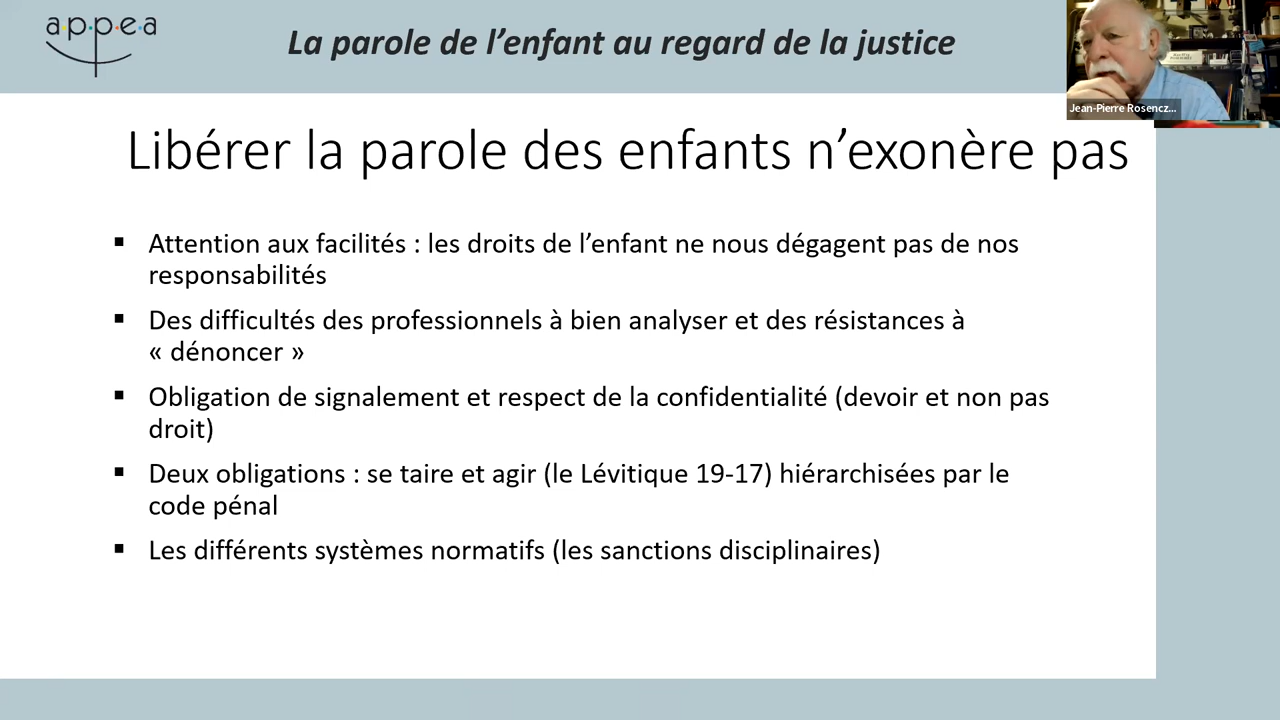 a·p·p·e·a
La parole de l’enfant au regard de la justice
Jean-Pierre Rosencz...
Libérer la parole des enfants n’exonère pas
▪ Attention aux facilités : les droits de l’enfant ne nous dégagent pas de nos
responsabilités
▪ Des difficultés des professionnels à bien analyser et des résistances à
« dénoncer »
▪ Obligation de signalement et respect de la confidentialité (devoir et non pas
droit)
▪ Deux obligations : se taire et agir (le Lévitique 19-17) hiérarchisées par le
code pénal
▪ Les différents systèmes normatifs (les sanctions disciplinaires)